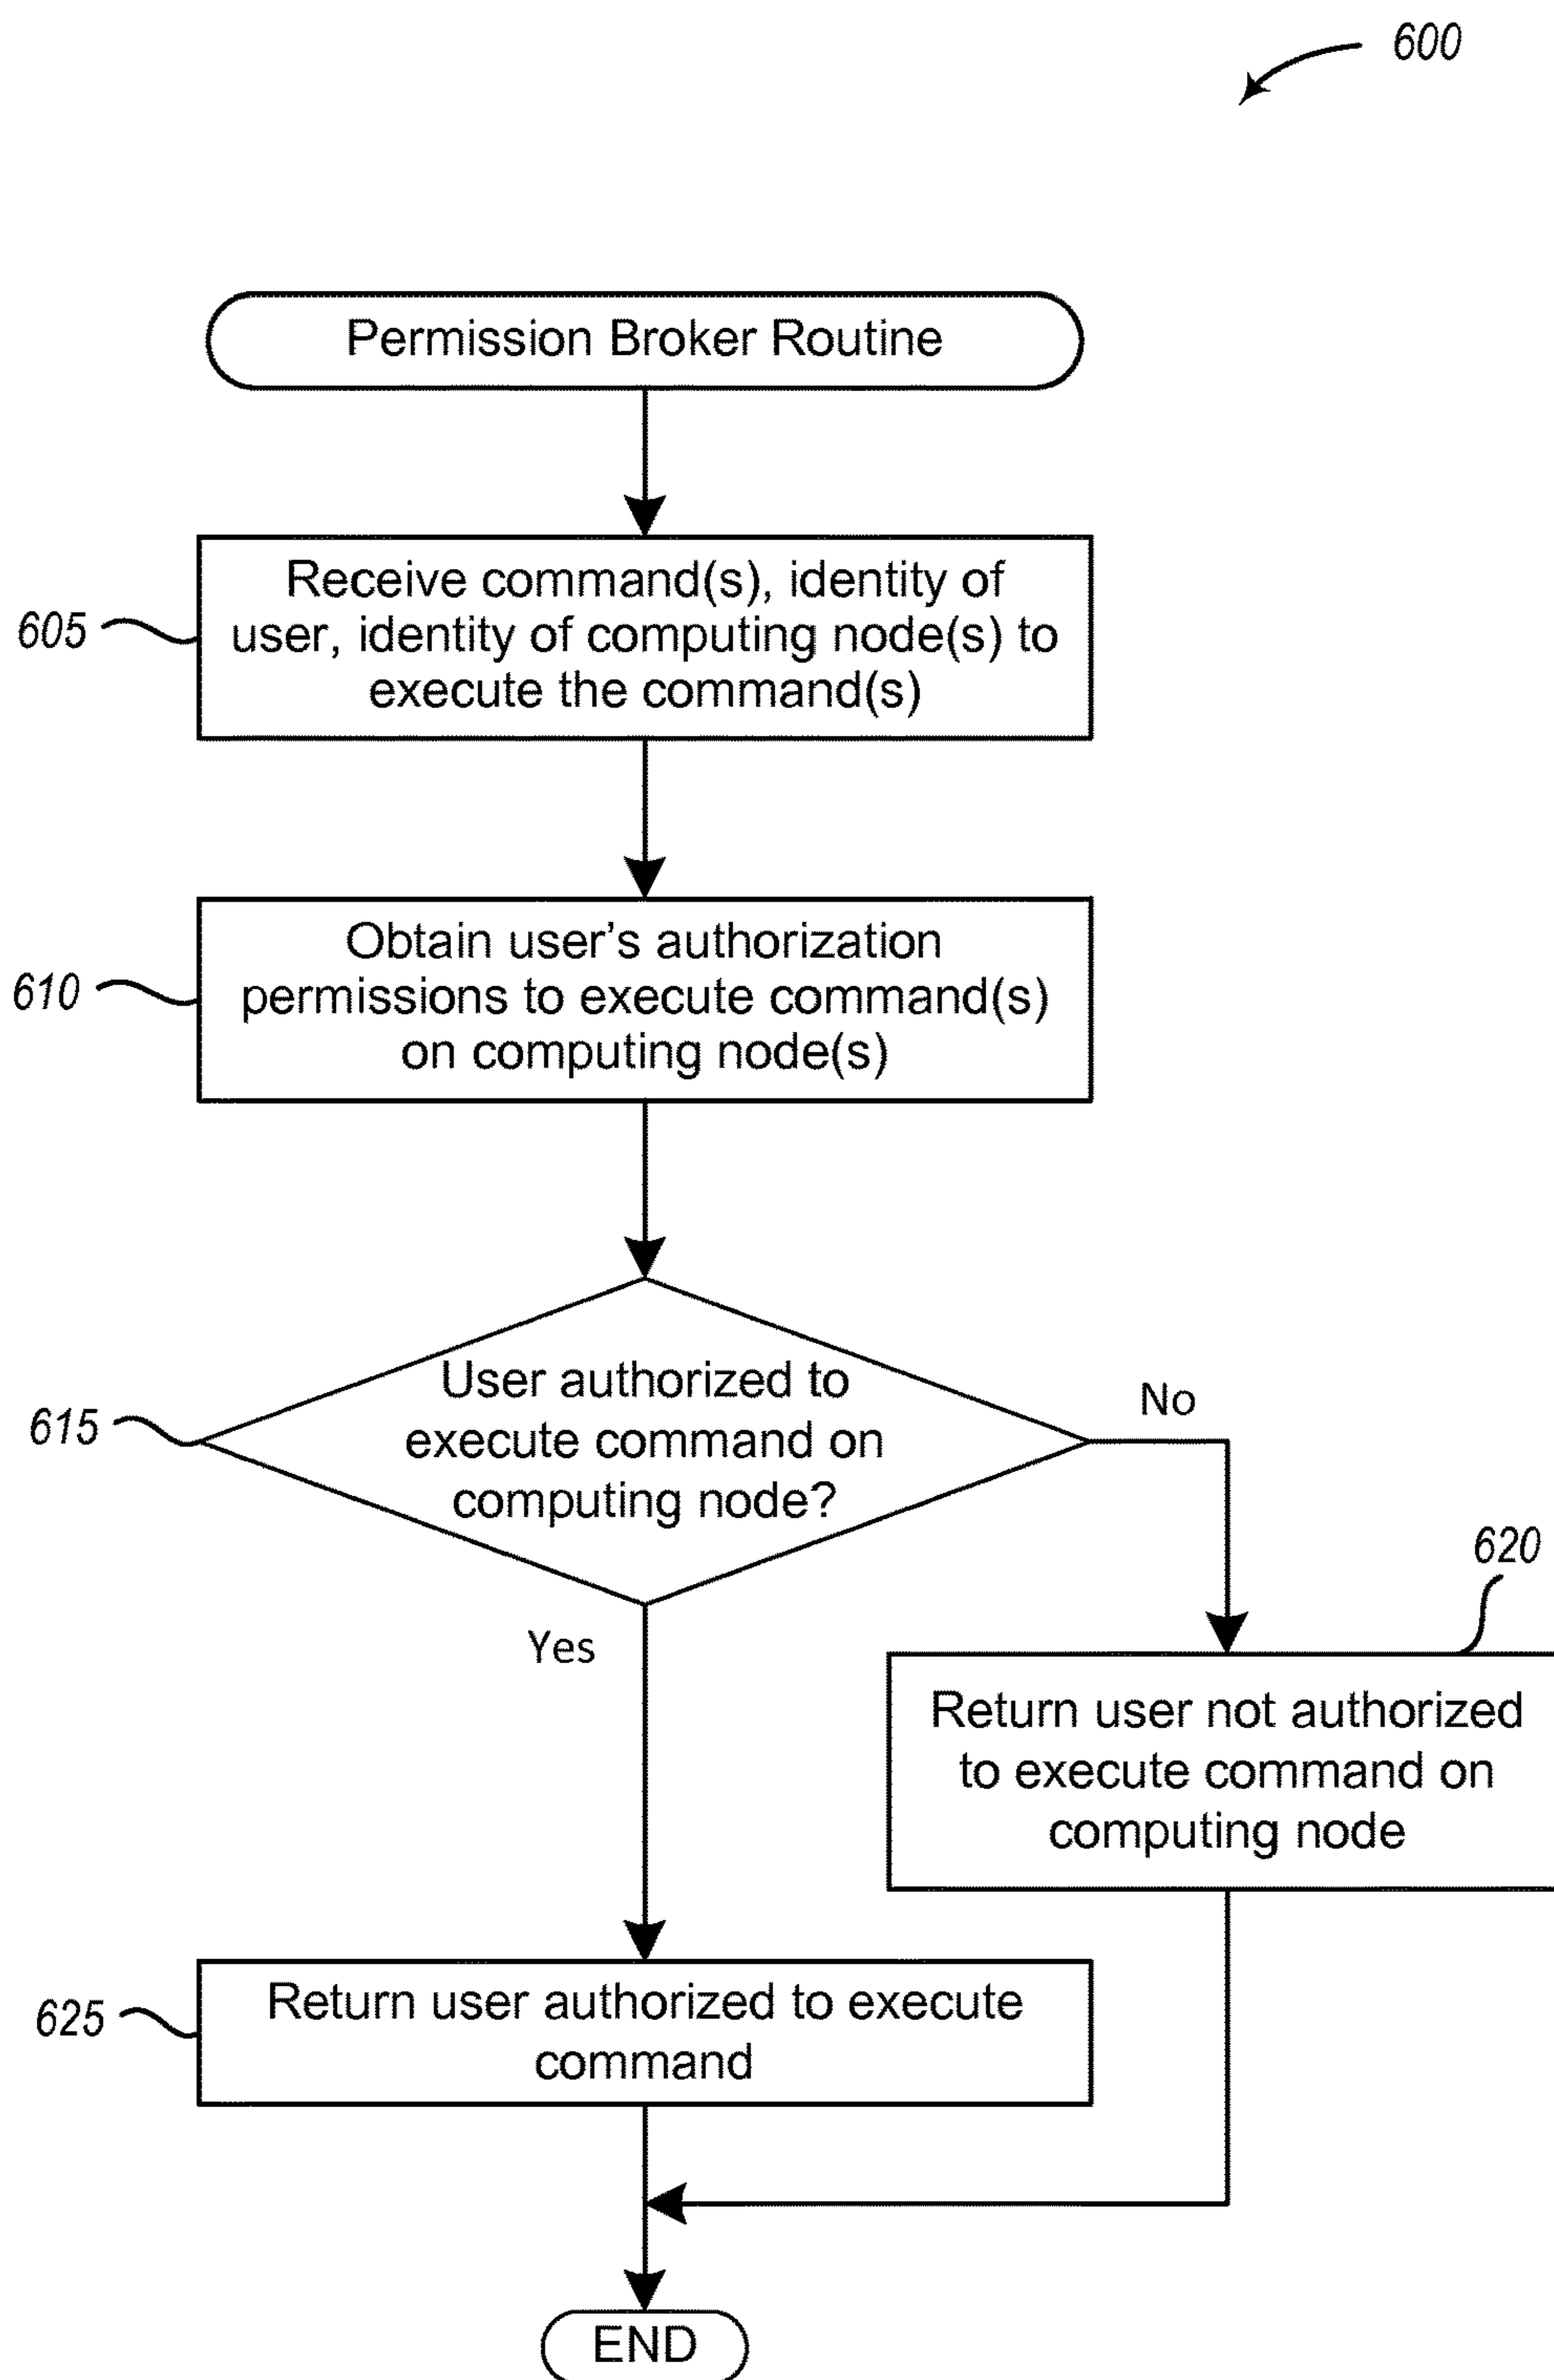 600
Permission Broker Routine
605
Receive command(s), identity of
user, identity of computing node(s) to
execute the command(s)
610
Obtain user’s authorization
permissions to execute command(s)
on computing node(s)
615
User authorized to
execute command on
computing node?
No
Yes
620
Return user not authorized
to execute command on
computing node
625
Return user authorized to execute
command
END